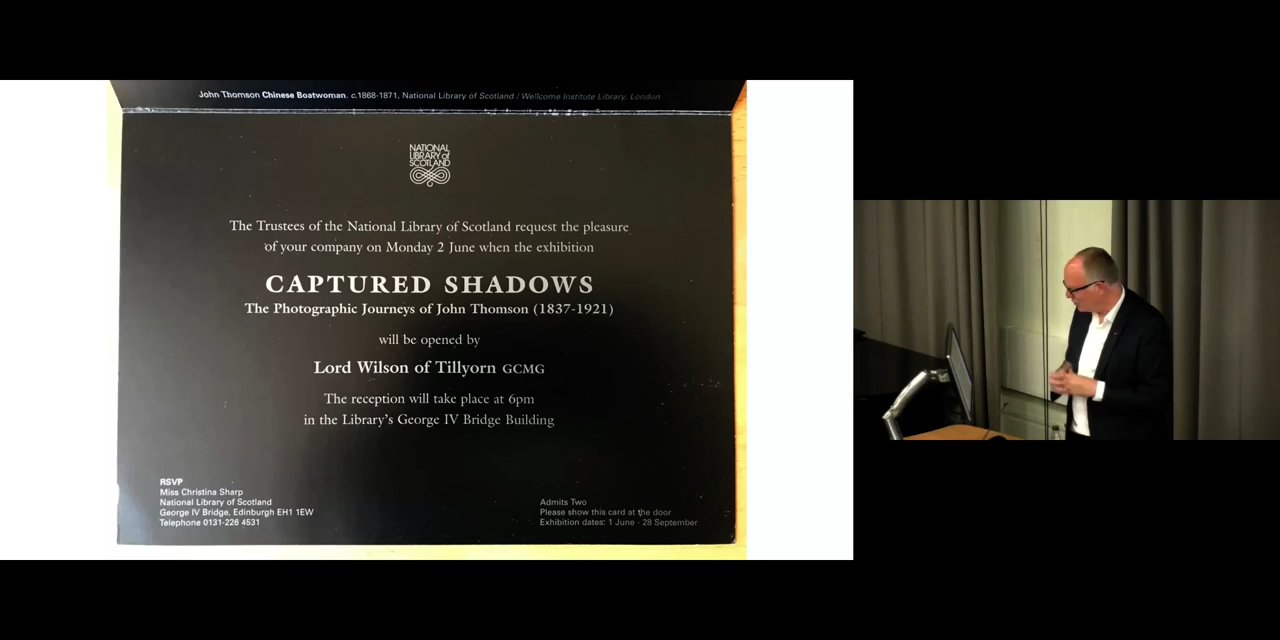 John Thomson Chinese Boatwoman. c.1868-1871, National Library of Scotland / Wellcome Institute Library, London
NATIONAL
LIBRARY of
SCOTLAND
The Trustees of the National Library of Scotland request the pleasure
of your company on Monday 2 June when the exhibition
CAPTURED SHADOWS
The Photographic Journeys of John Thomson (1837-1921)
will be opened by
Lord Wilson of Tillyorn GCMG
The reception will take place at 6pm
in the Library's George IV Bridge Building
RSVP
Miss Christina Sharp
National Library of Scotland
George IV Bridge, Edinburgh EH1 1EW
Telephone 0131-226 4531
Admits Two
Please show this card at the door
Exhibition dates: 1 June - 28 September